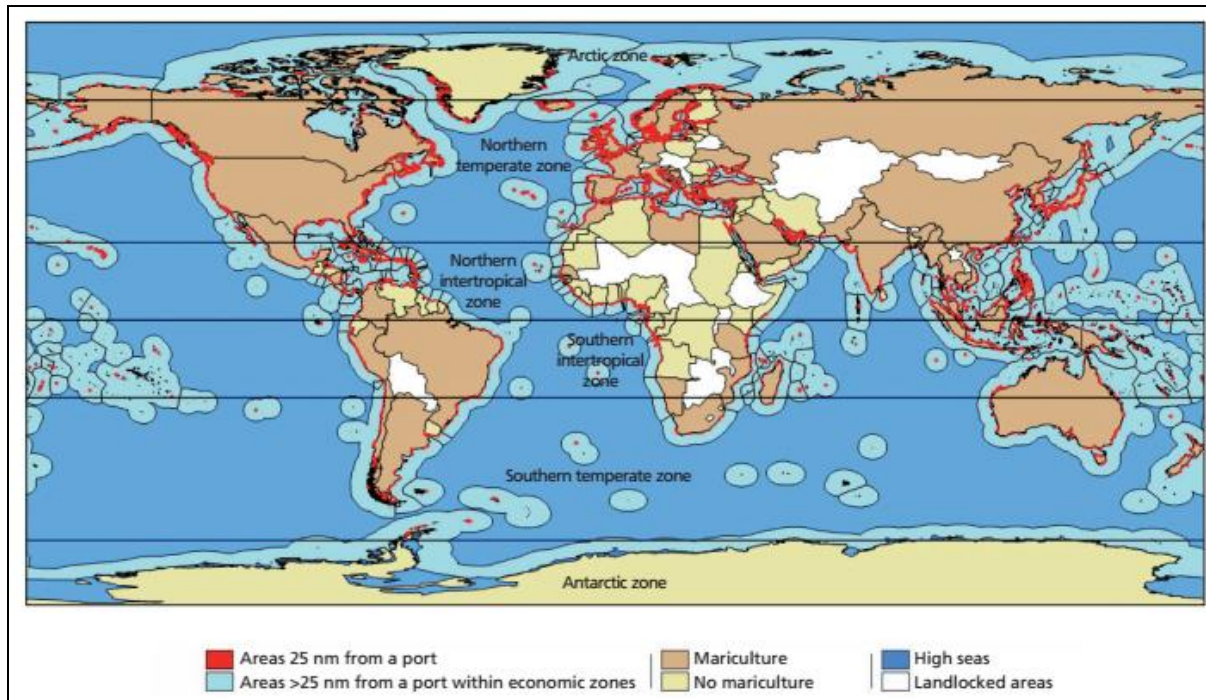 Arctic zone
Northern
temperate zone
Northern
intertropical
zone
Southern
intertropical
zone
Southern temperate zone
Antarctic zone
Areas 25 nm from a port
Areas >25 nm from a port within economic zones
Mariculture
No mariculture
High seas
Landlocked areas